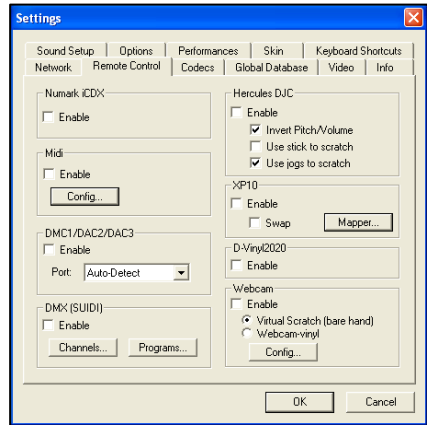 Settings
Sound Setup Options Performances Skin Keyboard Shortcuts
Network Remote Control Codecs Global Database Video Info
Numark iCDX
Enable
Midi
Enable
Config...
DMC1/DAC2/DAC3
Enable
Port: Auto-Detect
DMX (SUIDI)
Enable
Channels... Programs...
Hercules DJC
Enable
Invert Pitch/Volume
Use stick to scratch
Use jogs to scratch
XP10
Enable
Swap Mapper...
D-Vinyl2020
Enable
Webcam
Enable
Virtual Scratch (bare hand)
Webcam-vinyl
Config...
OK Cancel